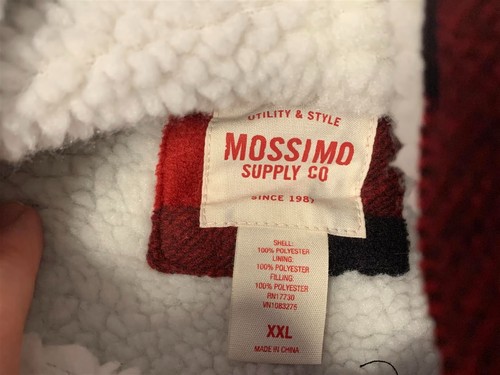 UTILITY & STYLE
MOSSIMO
SUPPLY CO
SINCE 1987
SHELL:
100% POLYESTER
LINING:
100% POLYESTER
FILLING:
100% POLYESTER
RN17730
VN1083275
XXL
MADE IN CHINA